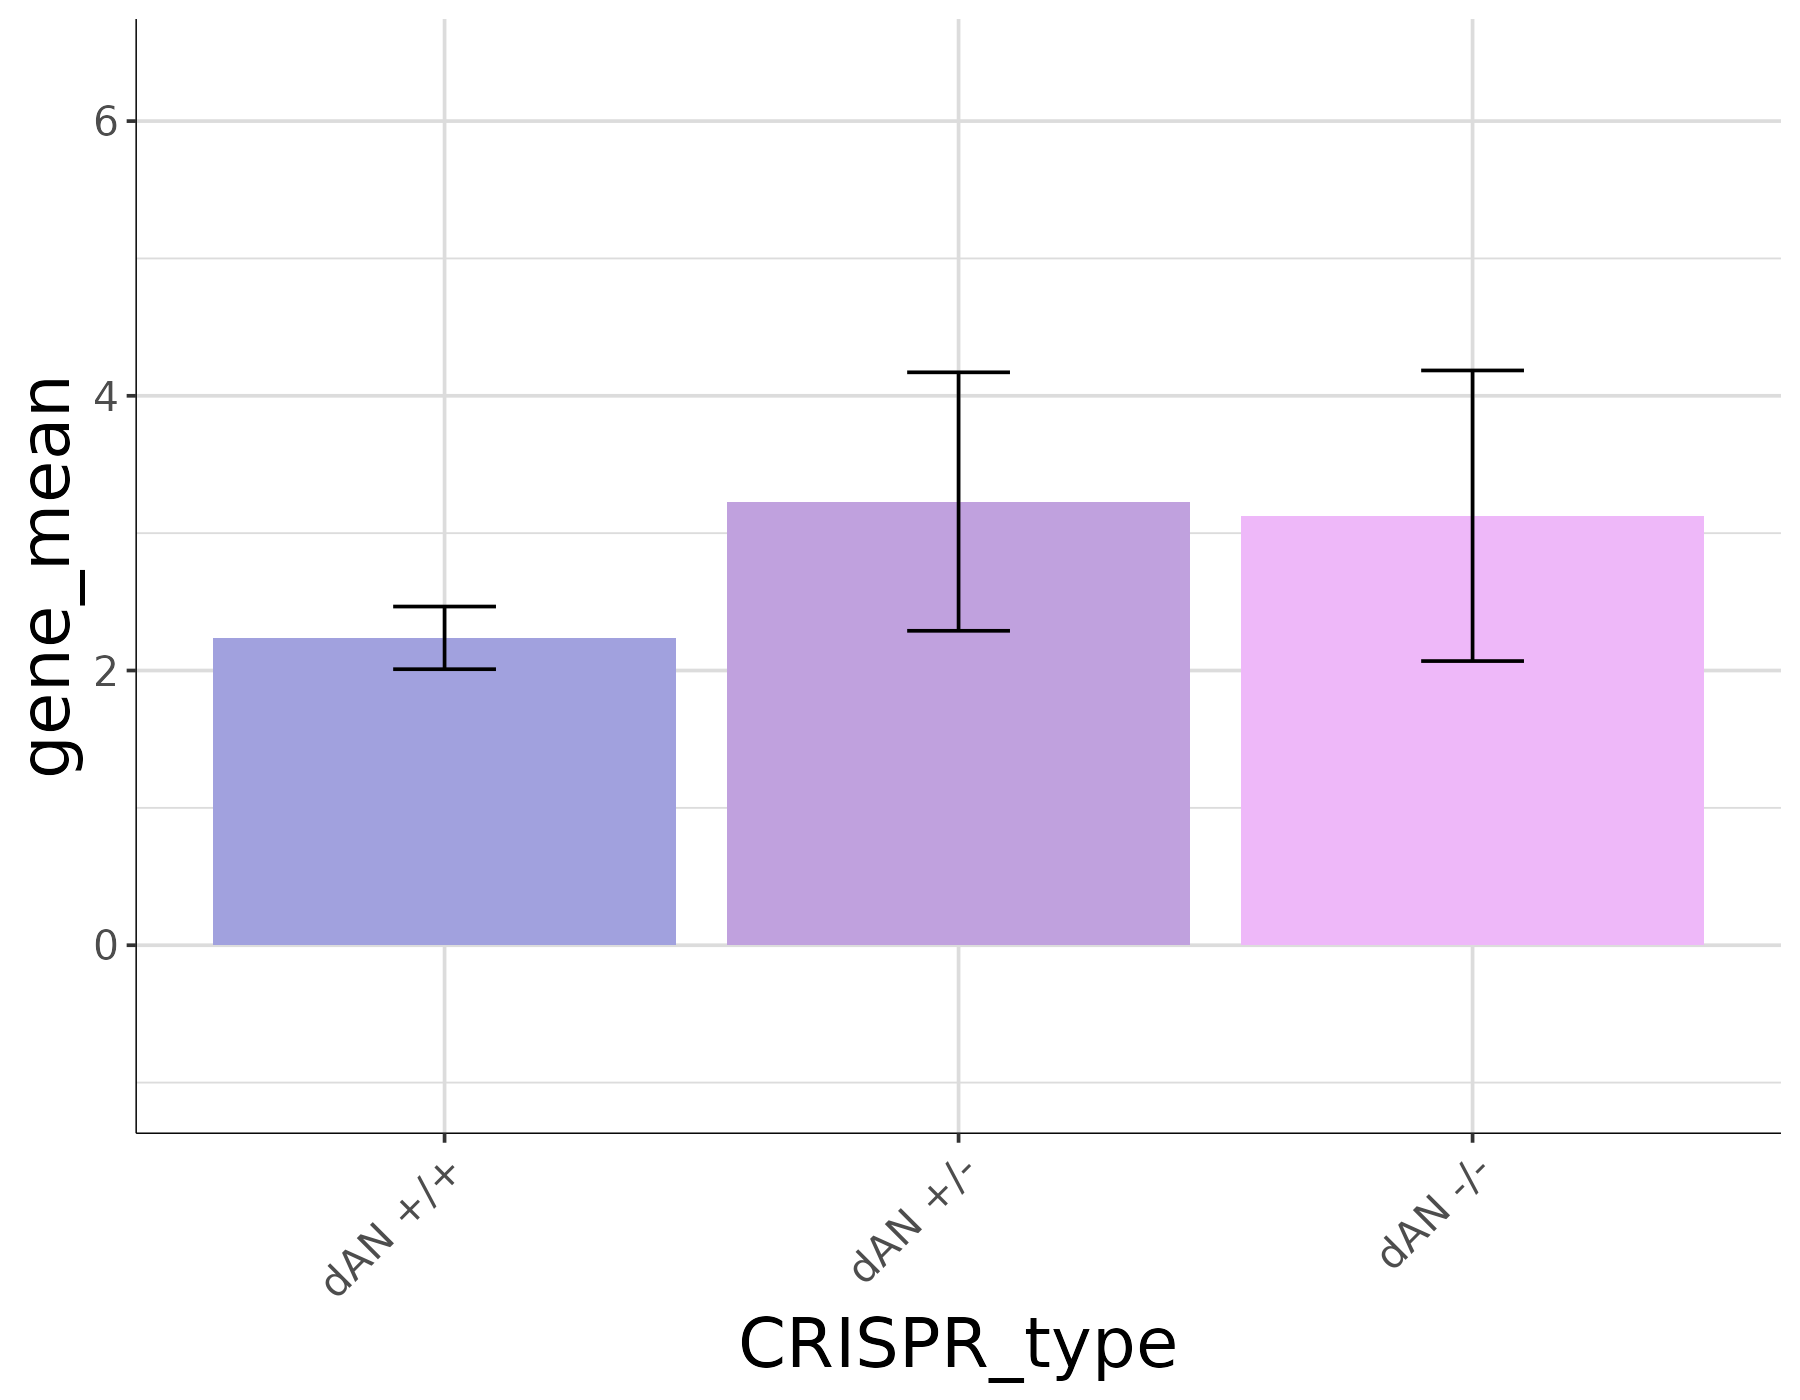 gene_mean
6
4
2
0
dAN +/+
dAN +/-
dAN -/-
CRISPR_type